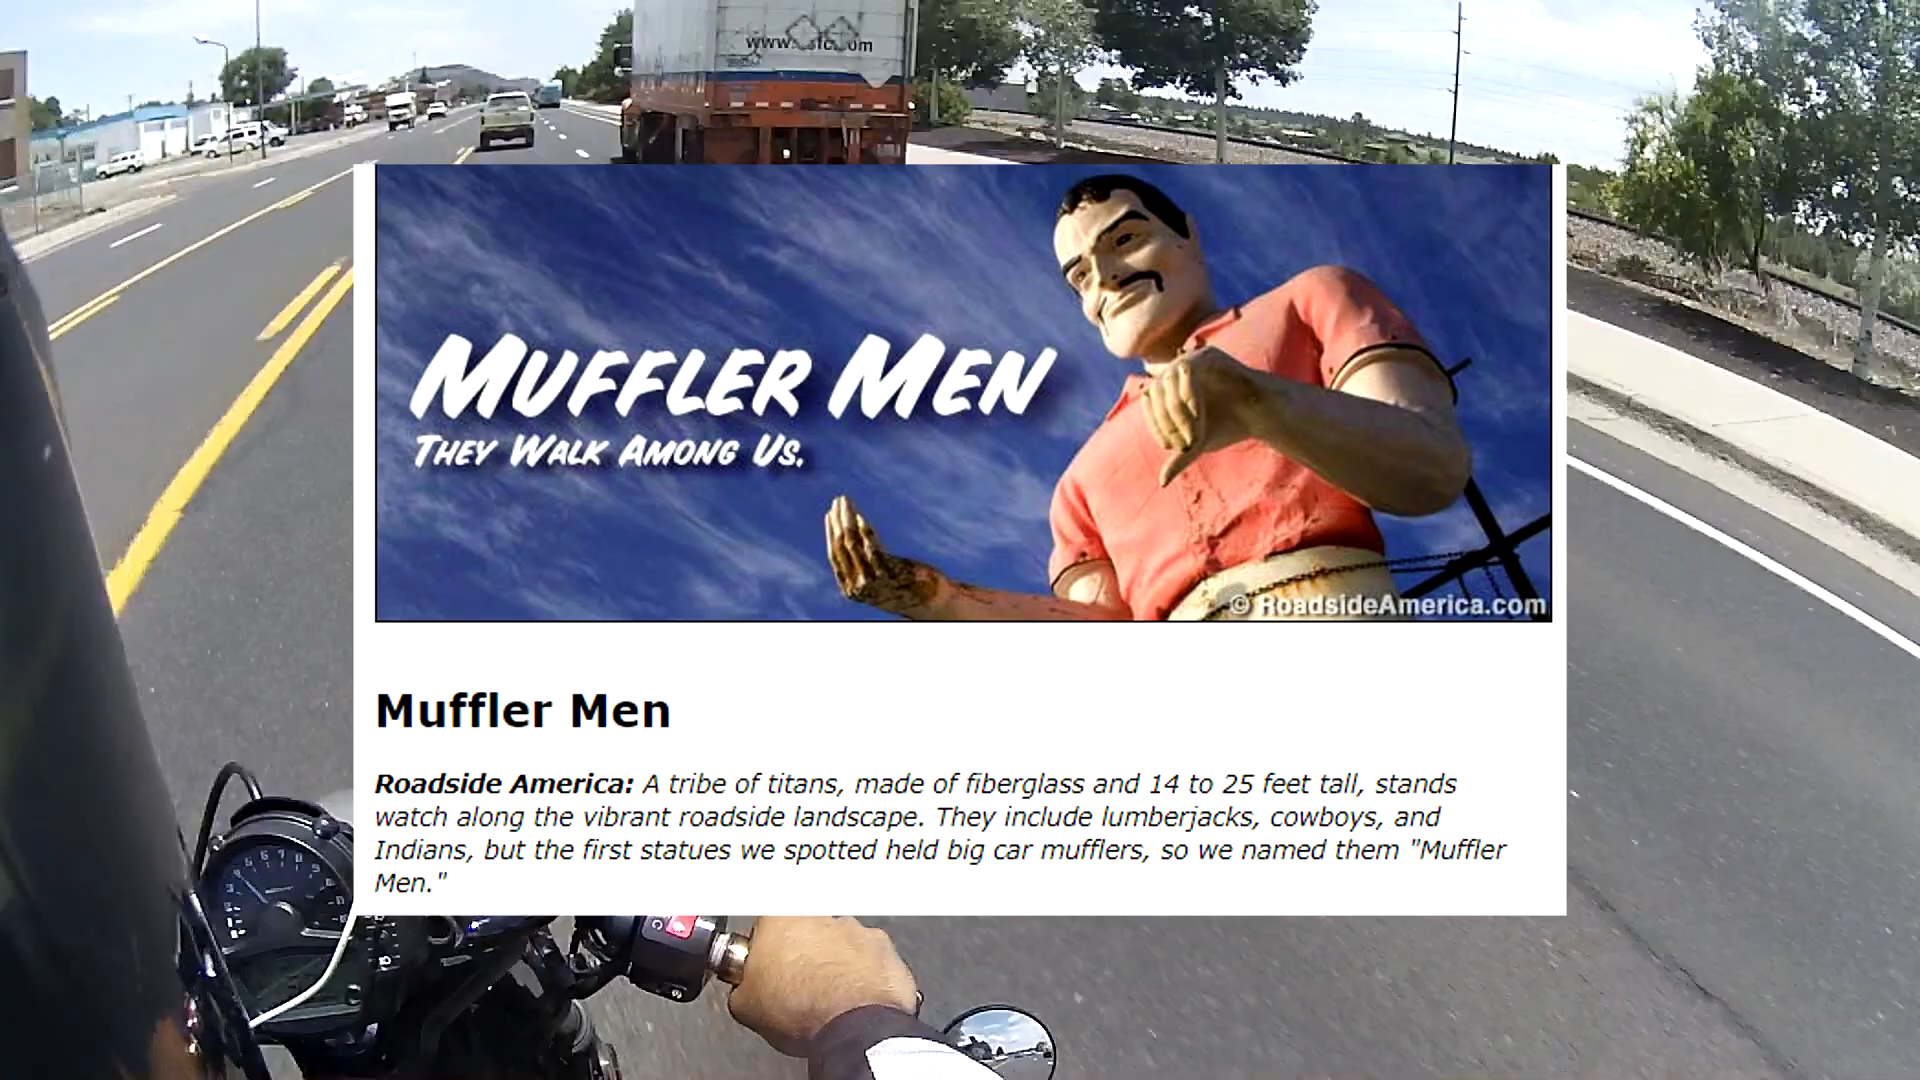 MUFFLER MEN
THEY WALK AMONG US.
© RoadsideAmerica.com
Muffler Men
Roadside America: A tribe of titans, made of fiberglass and 14 to 25 feet tall, stands
watch along the vibrant roadside landscape. They include lumberjacks, cowboys, and
Indians, but the first statues we spotted held big car mufflers, so we named them "Muffler
Men."